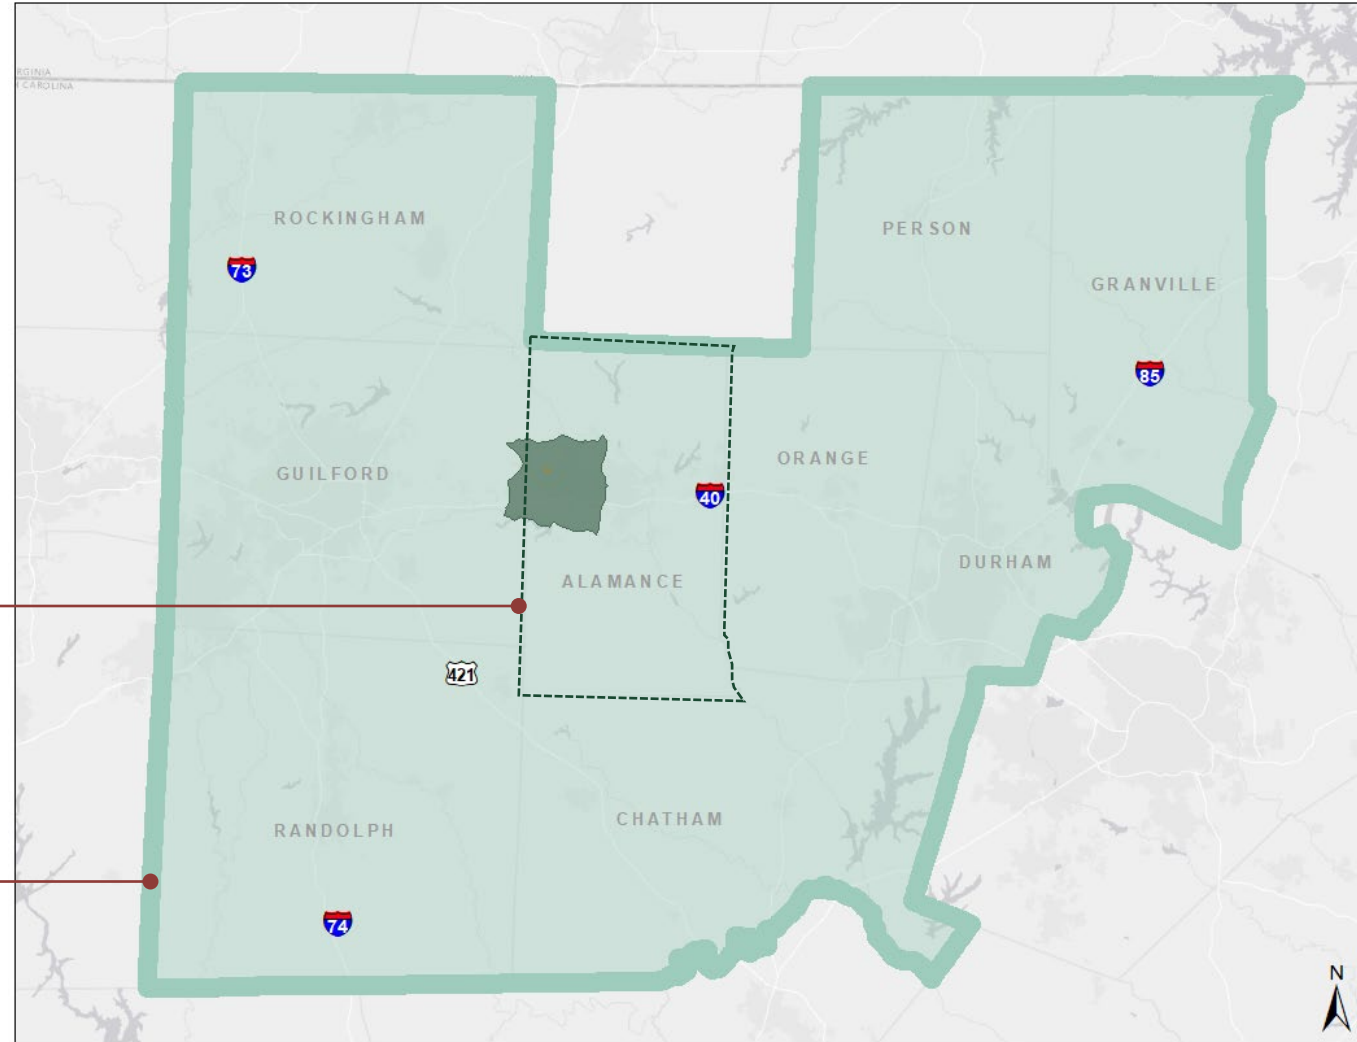 RGINIA
H CAROLINA
ROCKINGHAM
PERSON
73
GRANVILLE
85
GUILFORD
ORANGE
40
DURHAM
ALAMANCE
421
CHATHAM
RANDOLPH
74
N